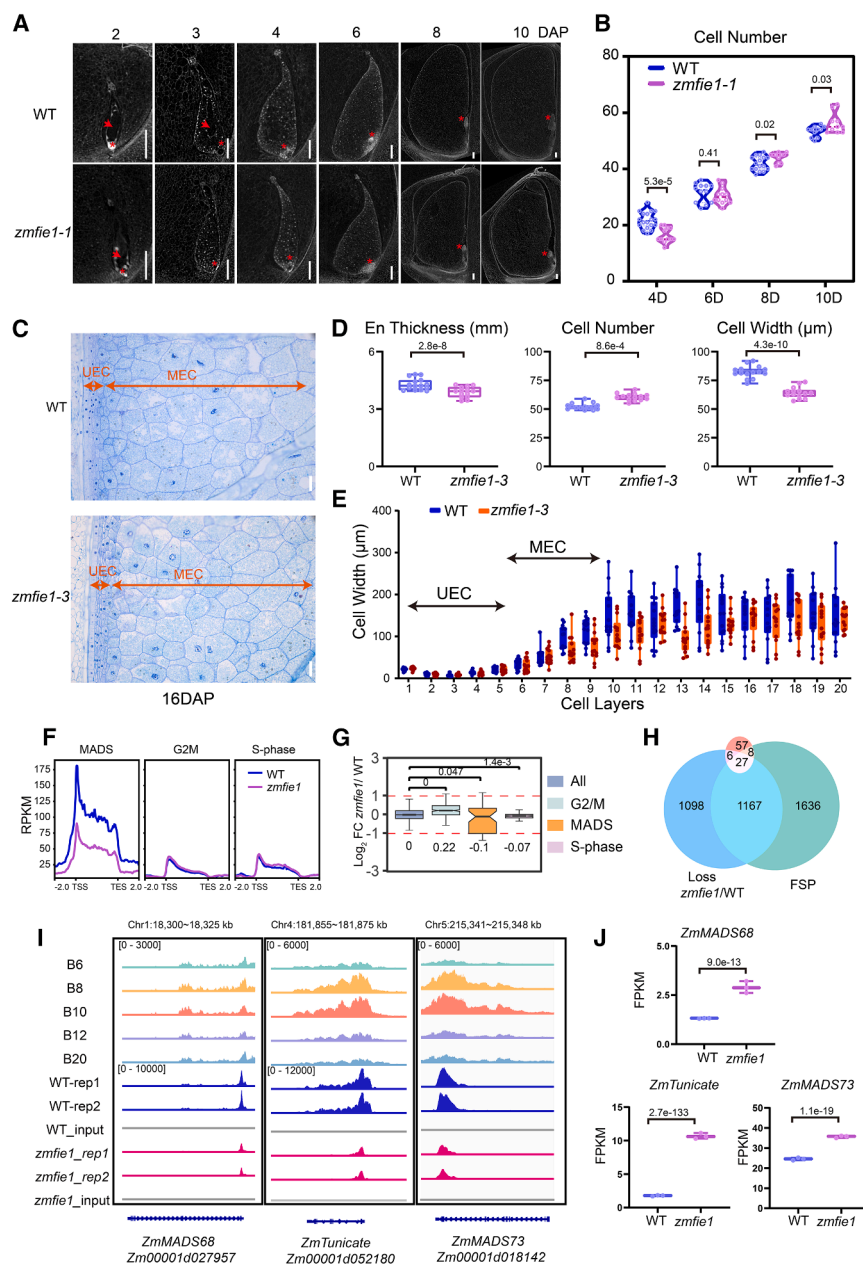 A
2 3 4 6 8 10 DAP
WT
zmfie1-1
B
Cell Number
WT
zmfie1-1
80
60
40
20
0
5.3e-5
0.41
0.02
0.03
4D 6D 8D 10D
C
UEC MEC
WT
UEC MEC
zmfie1-3
16DAP
D
En Thickness (mm)
2.8e-8
6
3
0
WT zmfie1-3
Cell Number
8.6e-4
100
75
50
25
0
WT zmfie1-3
Cell Width (µm)
4.3e-10
100
75
50
25
0
WT zmfie1-3
E
WT zmfie1-3
Cell Width (µm)
400
300
200
100
0
UEC
MEC
1 2 3 4 5 6 7 8 9 10 11 12 13 14 15 16 17 18 19 20
Cell Layers
F
MADS G2M S-phase
RPKM
175
150
125
100
75
50
25
WT
zmfie1
-2.0 TSS TES 2.0 -2.0 TSS TES 2.0 -2.0 TSS TES 2.0
G
Log2 FC zmfie1/ WT
3
1
0
-1
-3
1.4e-3
0.047
0
0 0.22 -0.1 -0.07
All
G2/M
MADS
S-phase
H
57
6 8
27
1098 1167 1636
Loss
zmfie1/WT
FSP
I
Chr1:18,300~18,325 kb Chr4:181,855~181,875 kb Chr5:215,341~215,348 kb
[0 - 3000] [0 - 6000] [0 - 6000]
B6
B8
B10
B12
B20
[0 - 10000] [0 - 12000]
WT-rep1
WT-rep2
WT_input
zmfie1_rep1
zmfie1_rep2
zmfie1_input
ZmMADS68 ZmTunicate ZmMADS73
Zm00001d027957 Zm00001d052180 Zm00001d018142
J
ZmMADS68
FPKM
5.0
2.5
0.0
9.0e-13
WT zmfie1
ZmTunicate
FPKM
15
10
5
0
2.7e-133
WT zmfie1
ZmMADS73
FPKM
50
40
30
20
10
0
1.1e-19
WT zmfie1